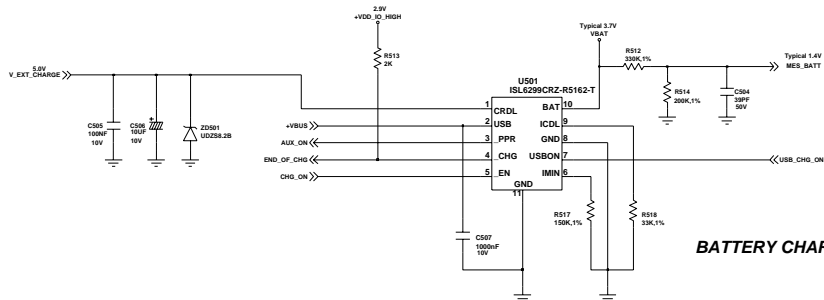 2.9V
+VDD_IO_HIGH
Typical 3.7V
VBAT
5.0V
V_EXT_CHARGE
R513
2K
R512
330K,1%
Typical 1.4V
MES_BATT
U501
ISL6299CRZ-R5162-T
R514
200K,1%
C504
39PF
50V
C505
100NF
10V
C506
10UF
10V
ZD501
UDZS8.2B
1 CRDL BAT 10
+VBUS 2 USB ICDL 9
AUX_ON 3 _PPR GND 8
END_OF_CHG 4 _CHG USBON 7 USB_CHG_ON
CHG_ON 5 _EN IMIN 6
GND
11
R517
150K,1%
R518
33K,1%
C507
1000nF
10V
BATTERY CHAR